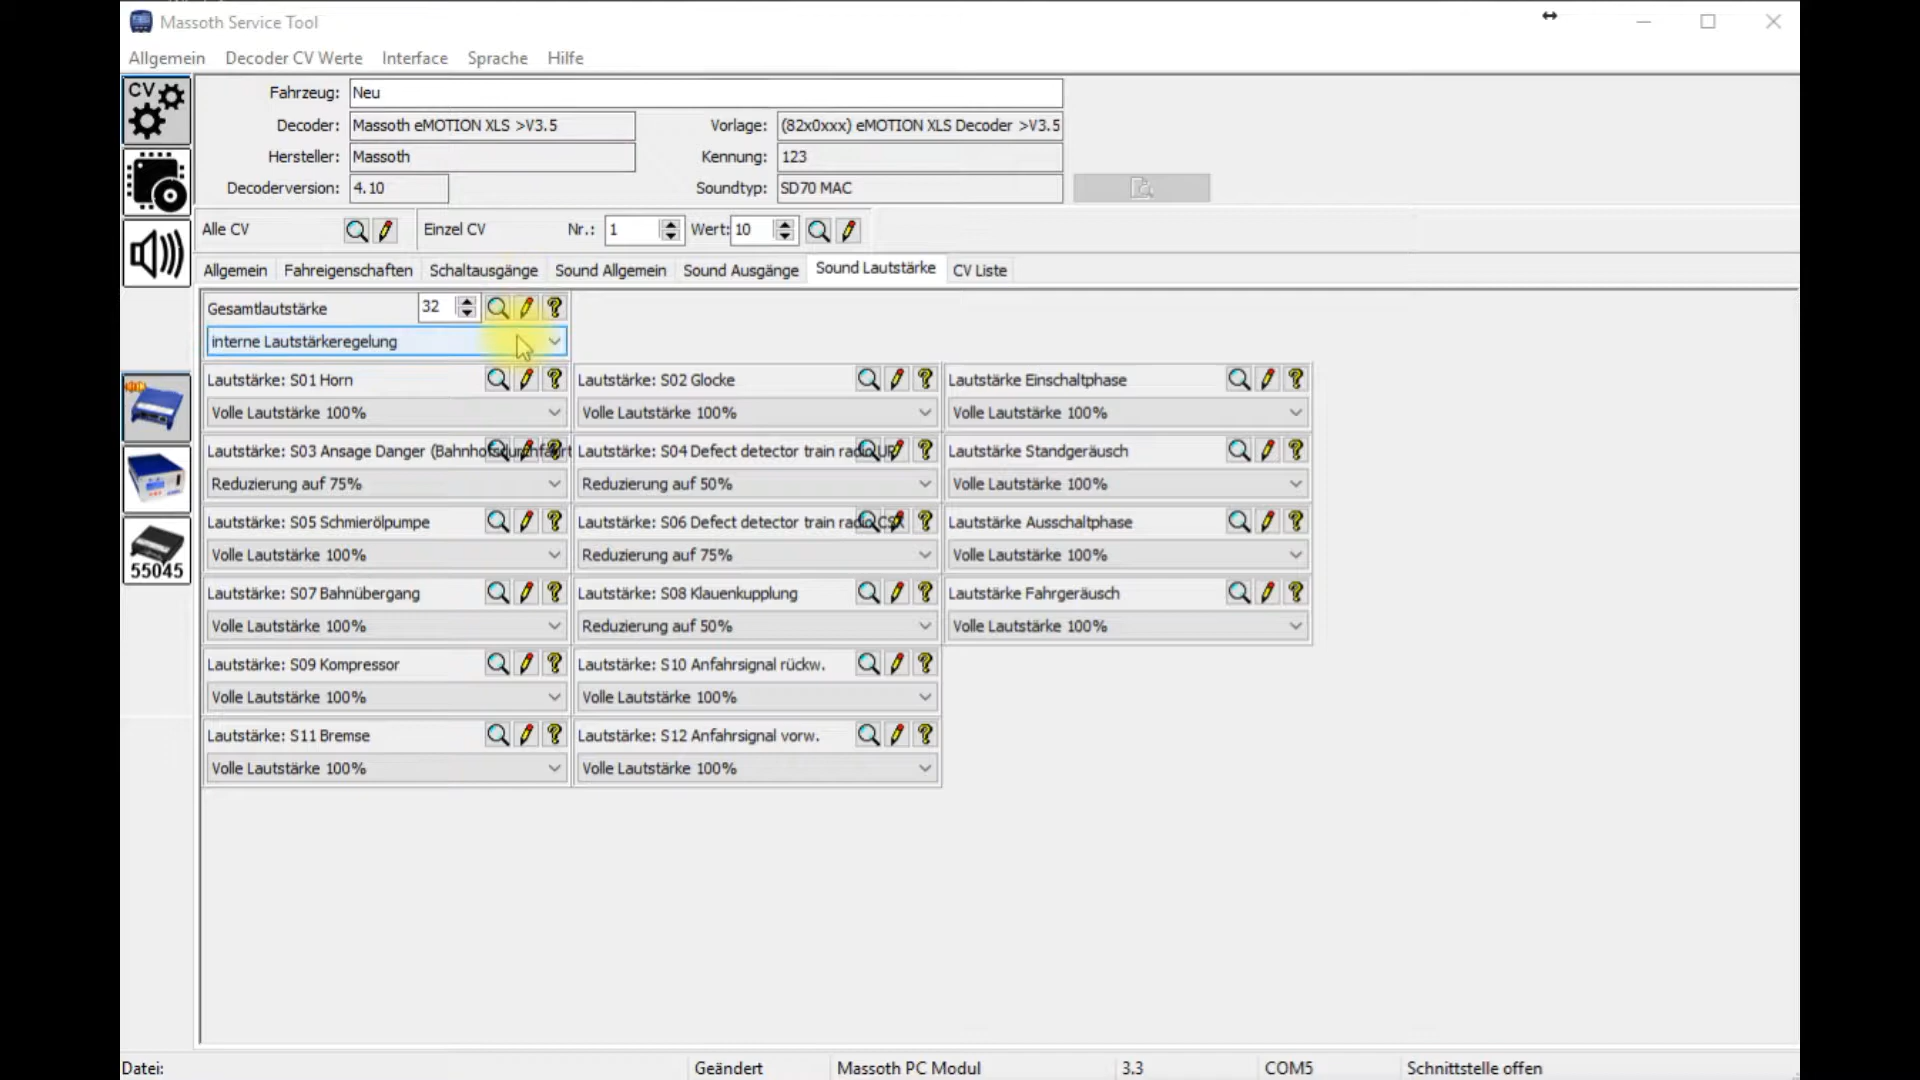 Massoth Service Tool
Allgemein Decoder CV Werte Interface Sprache Hilfe
CV
Fahrzeug: Neu
Decoder: Massoth eMOTION XLS >V3.5 Vorlage: (82x0xxx) eMOTION XLS Decoder >V3.5
Hersteller: Massoth Kennung: 123
Decoderversion: 4.10 Soundtyp: SD70 MAC
Alle CV Einzel CV Nr.: 1 Wert: 10
Allgemein Fahreigenschaften Schaltausgänge Sound Allgemein Sound Ausgänge Sound Lautstärke CV Liste
Gesamtlautstärke 32
interne Lautstärkeregelung
Lautstärke: S01 Horn Lautstärke: S02 Glocke Lautstärke Einschaltphase
Volle Lautstärke 100% Volle Lautstärke 100% Volle Lautstärke 100%
Lautstärke: S03 Ansage Danger (Bahnhofsdurchfahrt Lautstärke: S04 Defect detector train radio UP Lautstärke Standgeräusch
Reduzierung auf 75% Reduzierung auf 50% Volle Lautstärke 100%
Lautstärke: S05 Schmierölpumpe Lautstärke: S06 Defect detector train radio CSX Lautstärke Ausschaltphase
Volle Lautstärke 100% Reduzierung auf 75% Volle Lautstärke 100%
Lautstärke: S07 Bahnübergang Lautstärke: S08 Klauenkupplung Lautstärke Fahrgeräusch
Volle Lautstärke 100% Reduzierung auf 50% Volle Lautstärke 100%
Lautstärke: S09 Kompressor Lautstärke: S10 Anfahrsignal rückw.
Volle Lautstärke 100% Volle Lautstärke 100%
Lautstärke: S11 Bremse Lautstärke: S12 Anfahrsignal vorw.
Volle Lautstärke 100% Volle Lautstärke 100%
55045
Datei: Geändert Massoth PC Modul 3.3 COM5 Schnittstelle offen